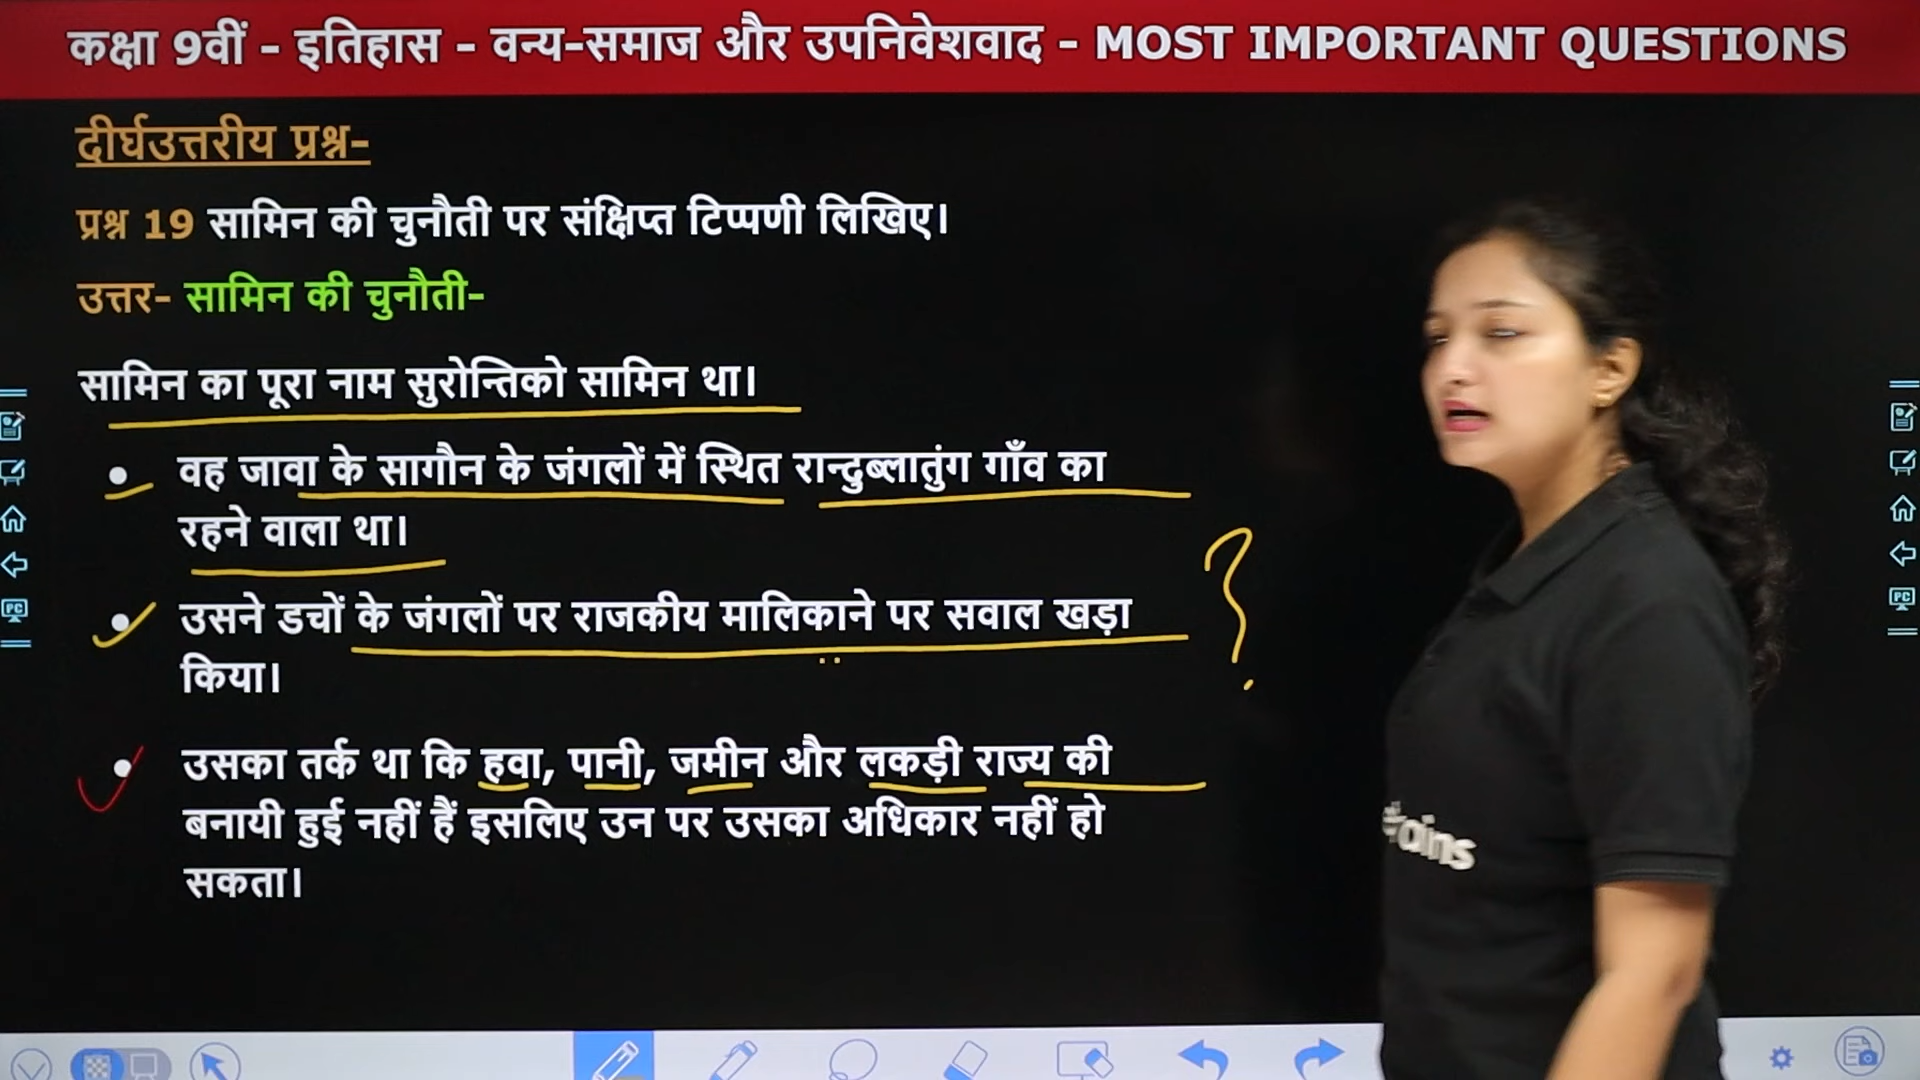 कक्षा 9वीं - इतिहास - वन्य-समाज और उपनिवेशवाद - MOST IMPORTANT QUESTIONS
दीर्घउत्तरीय प्रश्न-
प्रश्न 19 सामिन की चुनौती पर संक्षिप्त टिप्पणी लिखिए।
उत्तर- सामिन की चुनौती-
सामिन का पूरा नाम सुरोन्तिको सामिन था।
• वह जावा के सागौन के जंगलों में स्थित रान्दुब्लातुंग गाँव का
रहने वाला था।
• उसने डचों के जंगलों पर राजकीय मालिकाने पर सवाल खड़ा
किया।
?
• उसका तर्क था कि हवा, पानी, जमीन और लकड़ी राज्य की
बनायी हुई नहीं हैं इसलिए उन पर उसका अधिकार नहीं हो
सकता।
PC
PC